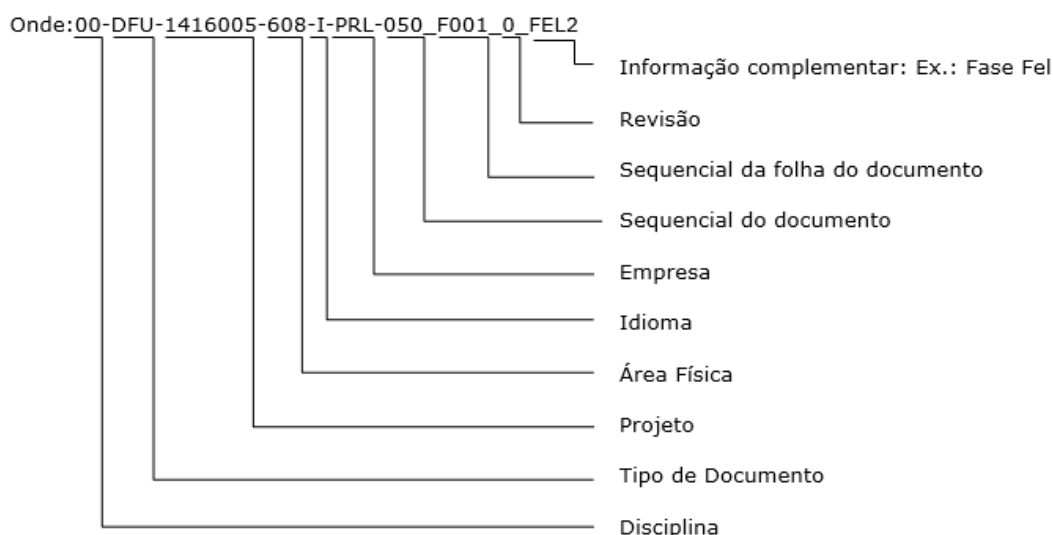 Onde:00-DFU-1416005-608-I-PRL-050_F001_0_FEL2
Informação complementar: Ex.: Fase Fel
Revisão
Sequencial da folha do documento
Sequencial do documento
Empresa
Idioma
Área Física
Projeto
Tipo de Documento
Disciplina